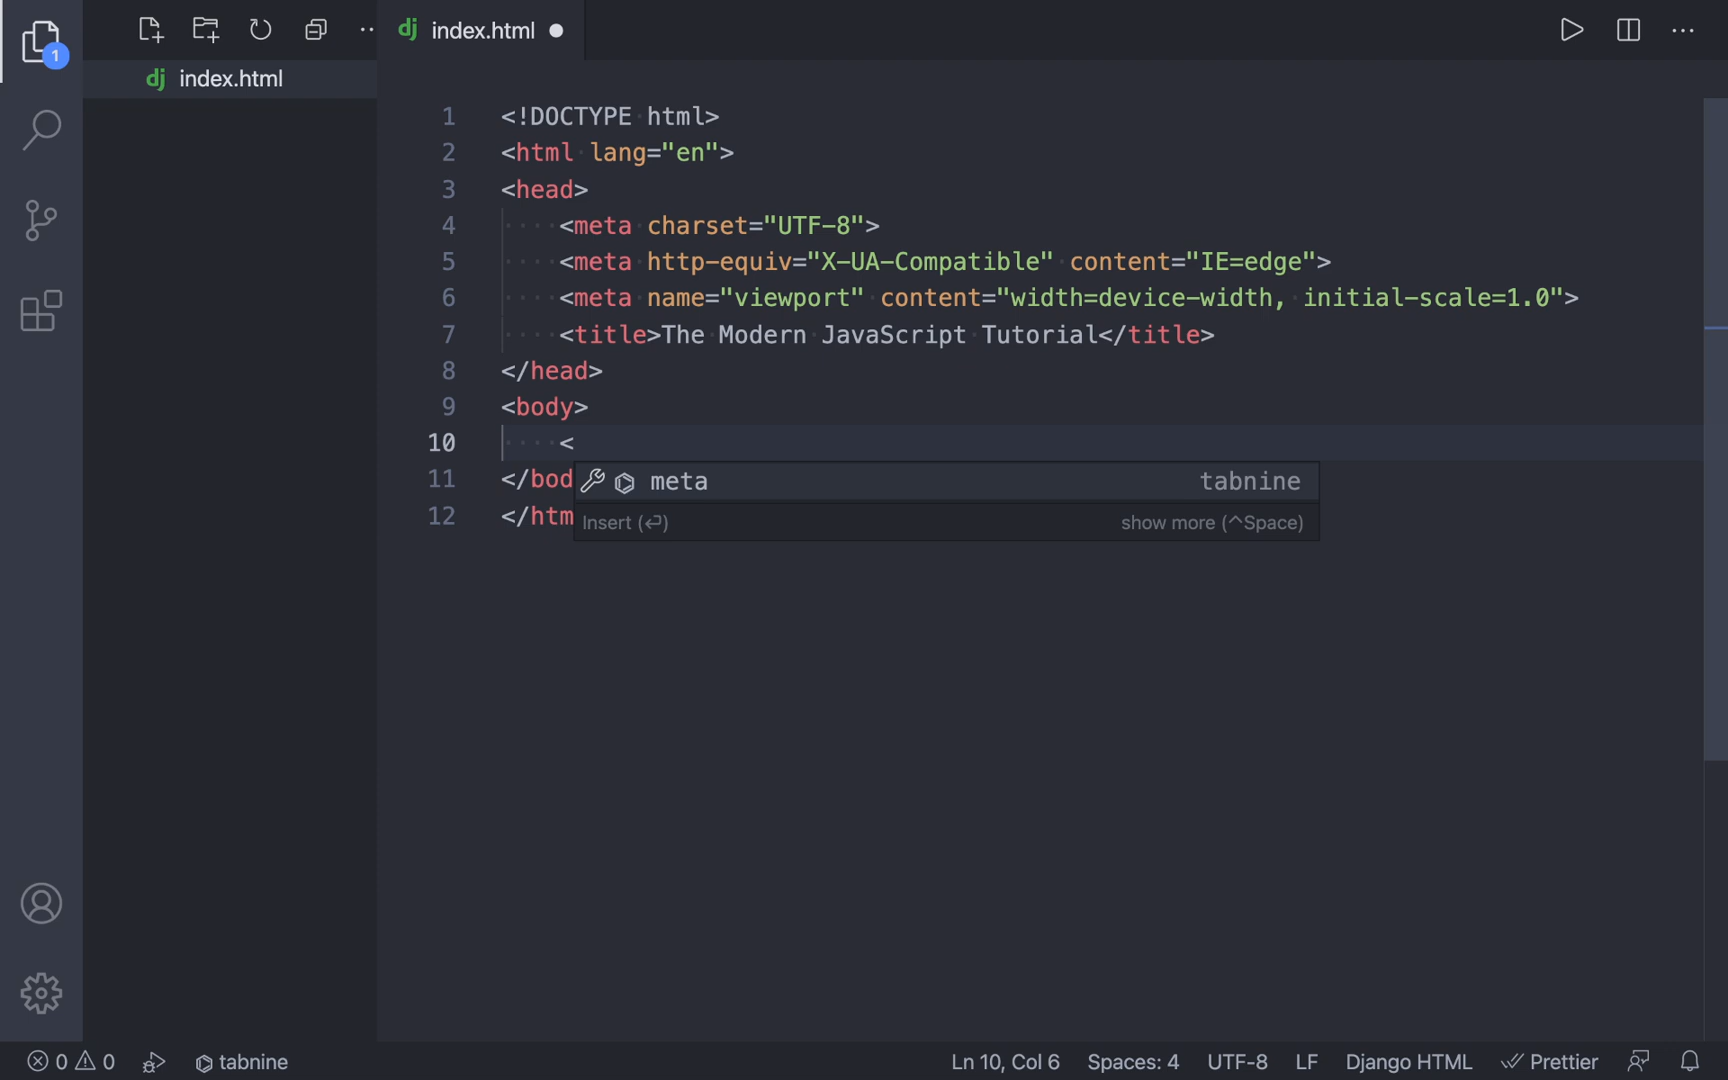 1
dj index.html
dj index.html
1 <!DOCTYPE html>
2 <html lang="en">
3 <head>
4 <meta charset="UTF-8">
5 <meta http-equiv="X-UA-Compatible" content="IE=edge">
6 <meta name="viewport" content="width=device-width, initial-scale=1.0">
7 <title>The Modern JavaScript Tutorial</title>
8 </head>
9 <body>
10 <
11 </bod
meta tabnine
12 </htm
Insert (⏎) show more (^Space)
0 0 tabnine Ln 10, Col 6 Spaces: 4 UTF-8 LF Django HTML Prettier